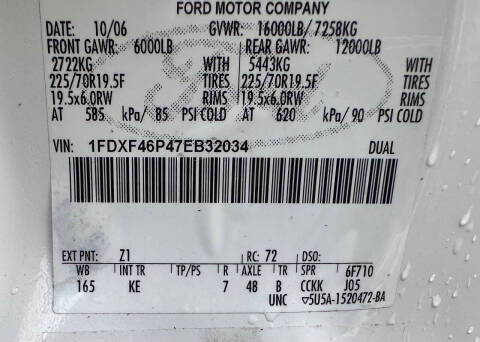 FORD MOTOR COMPANY
DATE: 10/06 GVWR: 16000LB/7258KG
FRONT GAWR: 6000LB REAR GAWR: 12000LB
2722KG WITH 5443KG WITH
225/70R19.5F TIRES 225/70R19.5F TIRES
19.5x6.0RW RIMS 19.5x6.0RW RIMS
AT 585 kPa/ 85 PSI COLD AT 620 kPa/ 90 PSI COLD
VIN: 1FDXF46P47EB32034 DUAL
EXT PNT: Z1 RC: 72 DSO:
WB INT TR TP/PS R AXLE TR SPR 6F710
165 KE 7 48 B CCKK J05
UNC ▽5U5A-1520472-BA